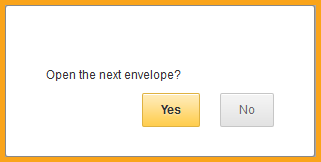 Open the next envelope?
Yes No